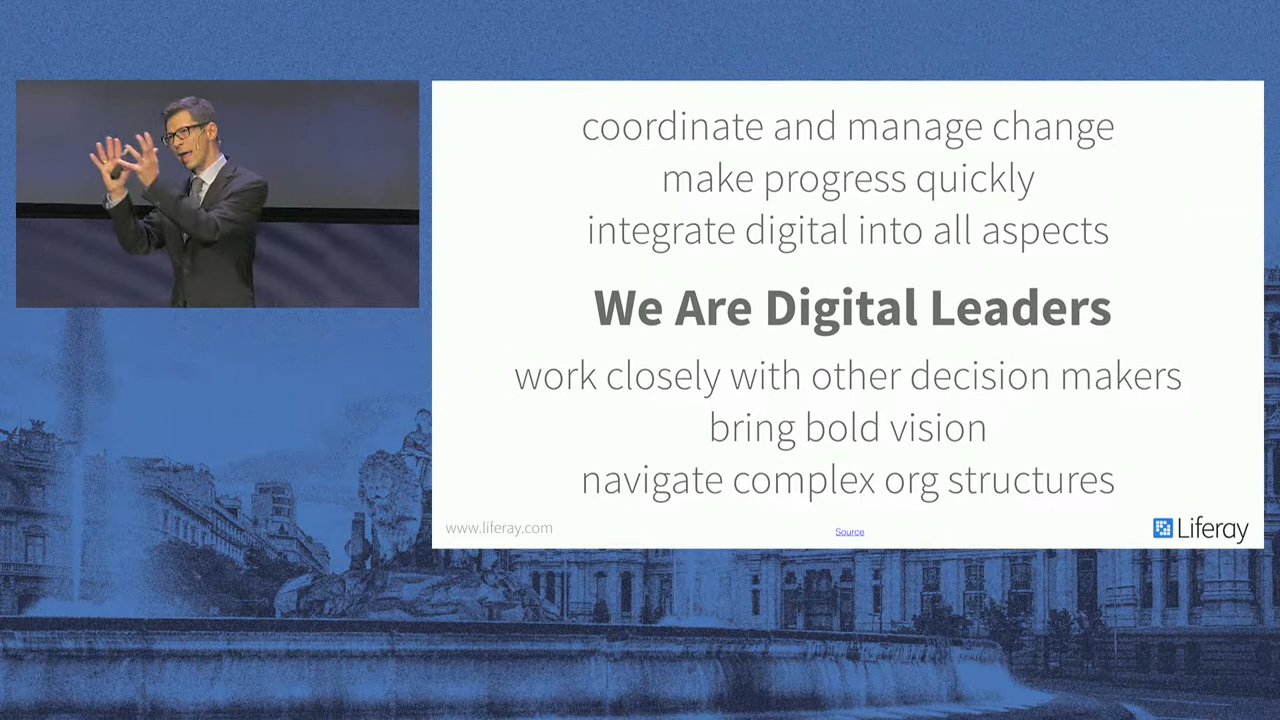 coordinate and manage change
make progress quickly
integrate digital into all aspects
We Are Digital Leaders
work closely with other decision makers
bring bold vision
navigate complex org structures
www.liferay.com
Source
Liferay